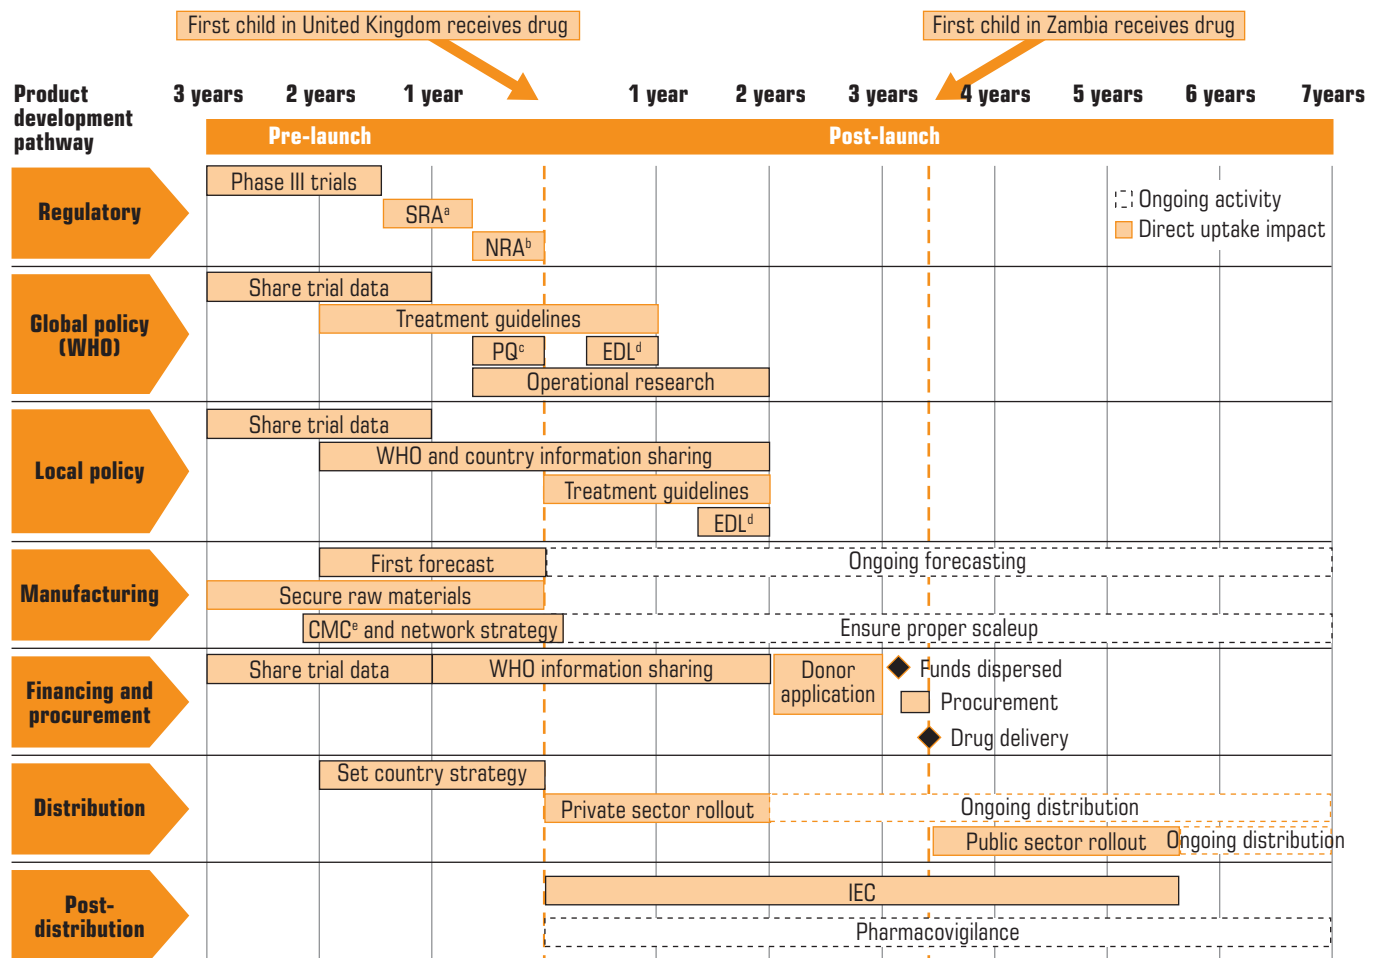 First child in United Kingdom receives drug
First child in Zambia receives drug
Product
development
pathway
3 years
2 years
1 year
1 year
2 years
3 years
4 years
5 years
6 years
7years
Pre-launch
Post-launch
Regulatory
Phase III trials
SRAᵃ
NRAᵇ
Ongoing activity
Direct uptake impact
Global policy
(WHO)
Share trial data
Treatment guidelines
PQᶜ
EDLᵈ
Operational research
Local policy
Share trial data
WHO and country information sharing
Treatment guidelines
EDLᵈ
Manufacturing
First forecast
Ongoing forecasting
Secure raw materials
CMCᵉ and network strategy
Ensure proper scaleup
Financing and
procurement
Share trial data
WHO information sharing
Donor
application
Funds dispersed
Procurement
Drug delivery
Distribution
Set country strategy
Private sector rollout
Ongoing distribution
Public sector rollout
Ongoing distribution
Post-
distribution
IEC
Pharmacovigilance